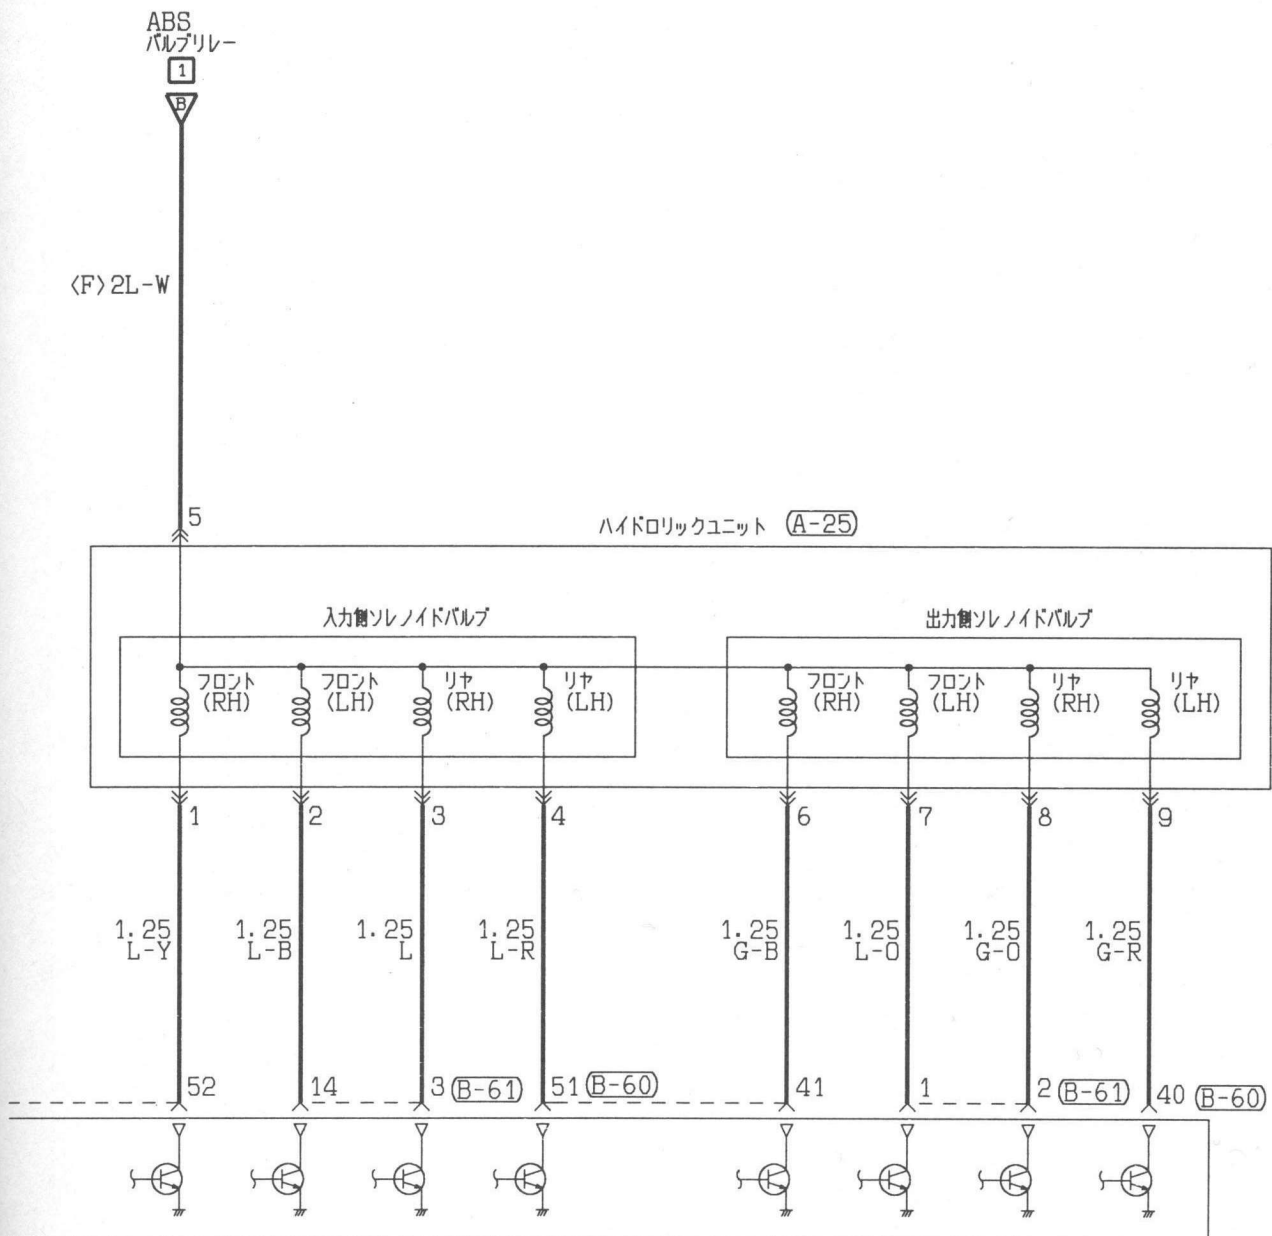 ABS
バルブリレー
1
B
〈F〉2L-W
5
ハイドロリックユニット (A-25)
入力側ソレノイドバルブ 出力側ソレノイドバルブ
フロント フロント リヤ リヤ フロント フロント リヤ リヤ
(RH) (LH) (RH) (LH) (RH) (LH) (RH) (LH)
1 2 3 4 6 7 8 9
1.25 1.25 1.25 1.25 1.25 1.25 1.25 1.25
L-Y L-B L L-R G-B L-O G-O G-R
52 14 3 (B-61) 51 (B-60) 41 1 2 (B-61) 40 (B-60)